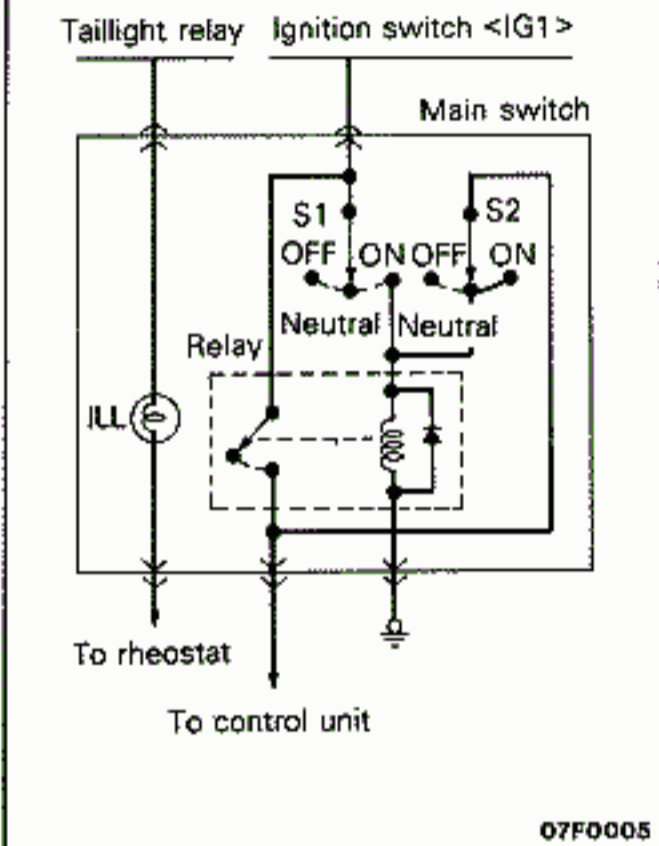 Taillight relay Ignition switch <IG1>
Main switch
S1 S2
OFF ON OFF ON
Neutral Neutral
Relay
ILL
To rheostat
To control unit
07F0005